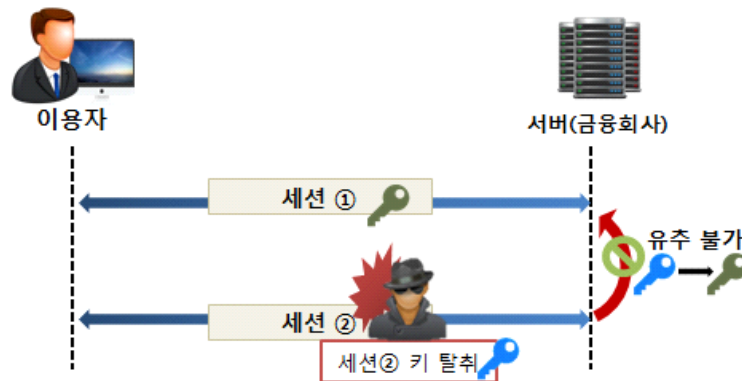 이용자
서버(금융회사)
세션 ①
유추 불가
세션 ②
세션② 키 탈취